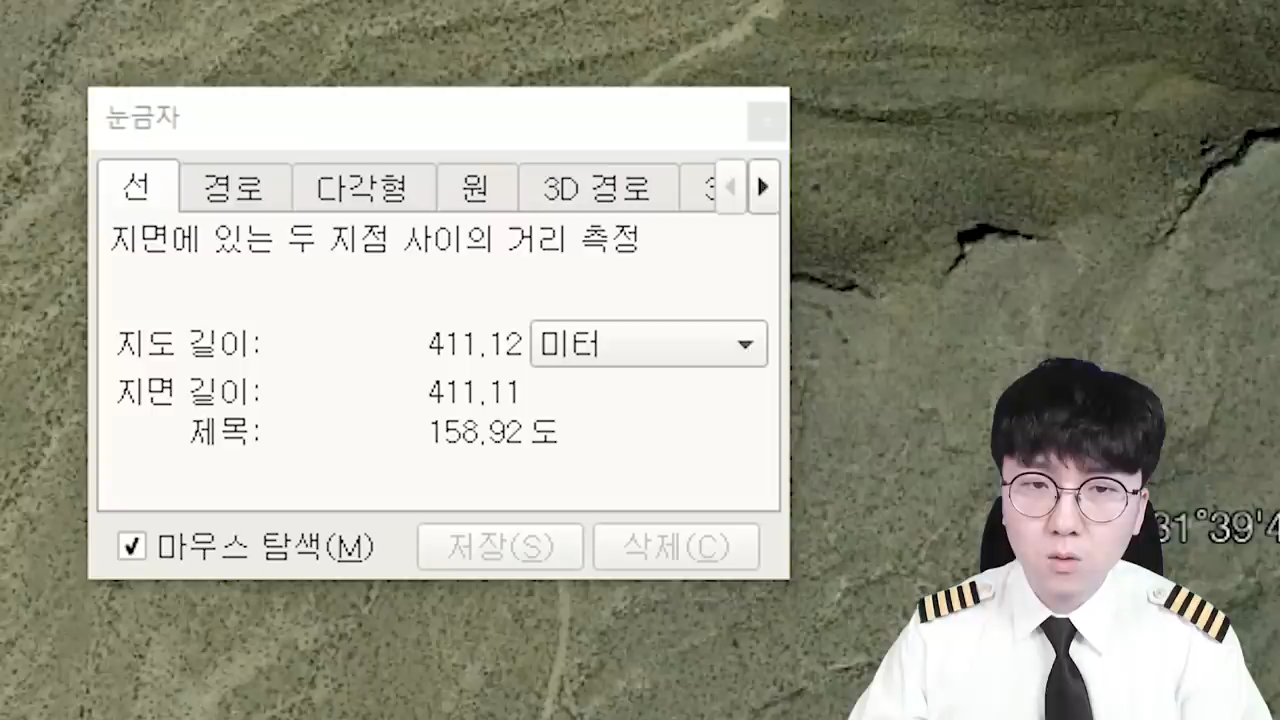 눈금자
선 경로 다각형 원 3D 경로
지면에 있는 두 지점 사이의 거리 측정
지도 길이: 411,12 미터
지면 길이: 411,11
제목: 158,92 도
31°39'4
마우스 탐색(M) 저장(S) 삭제(C)